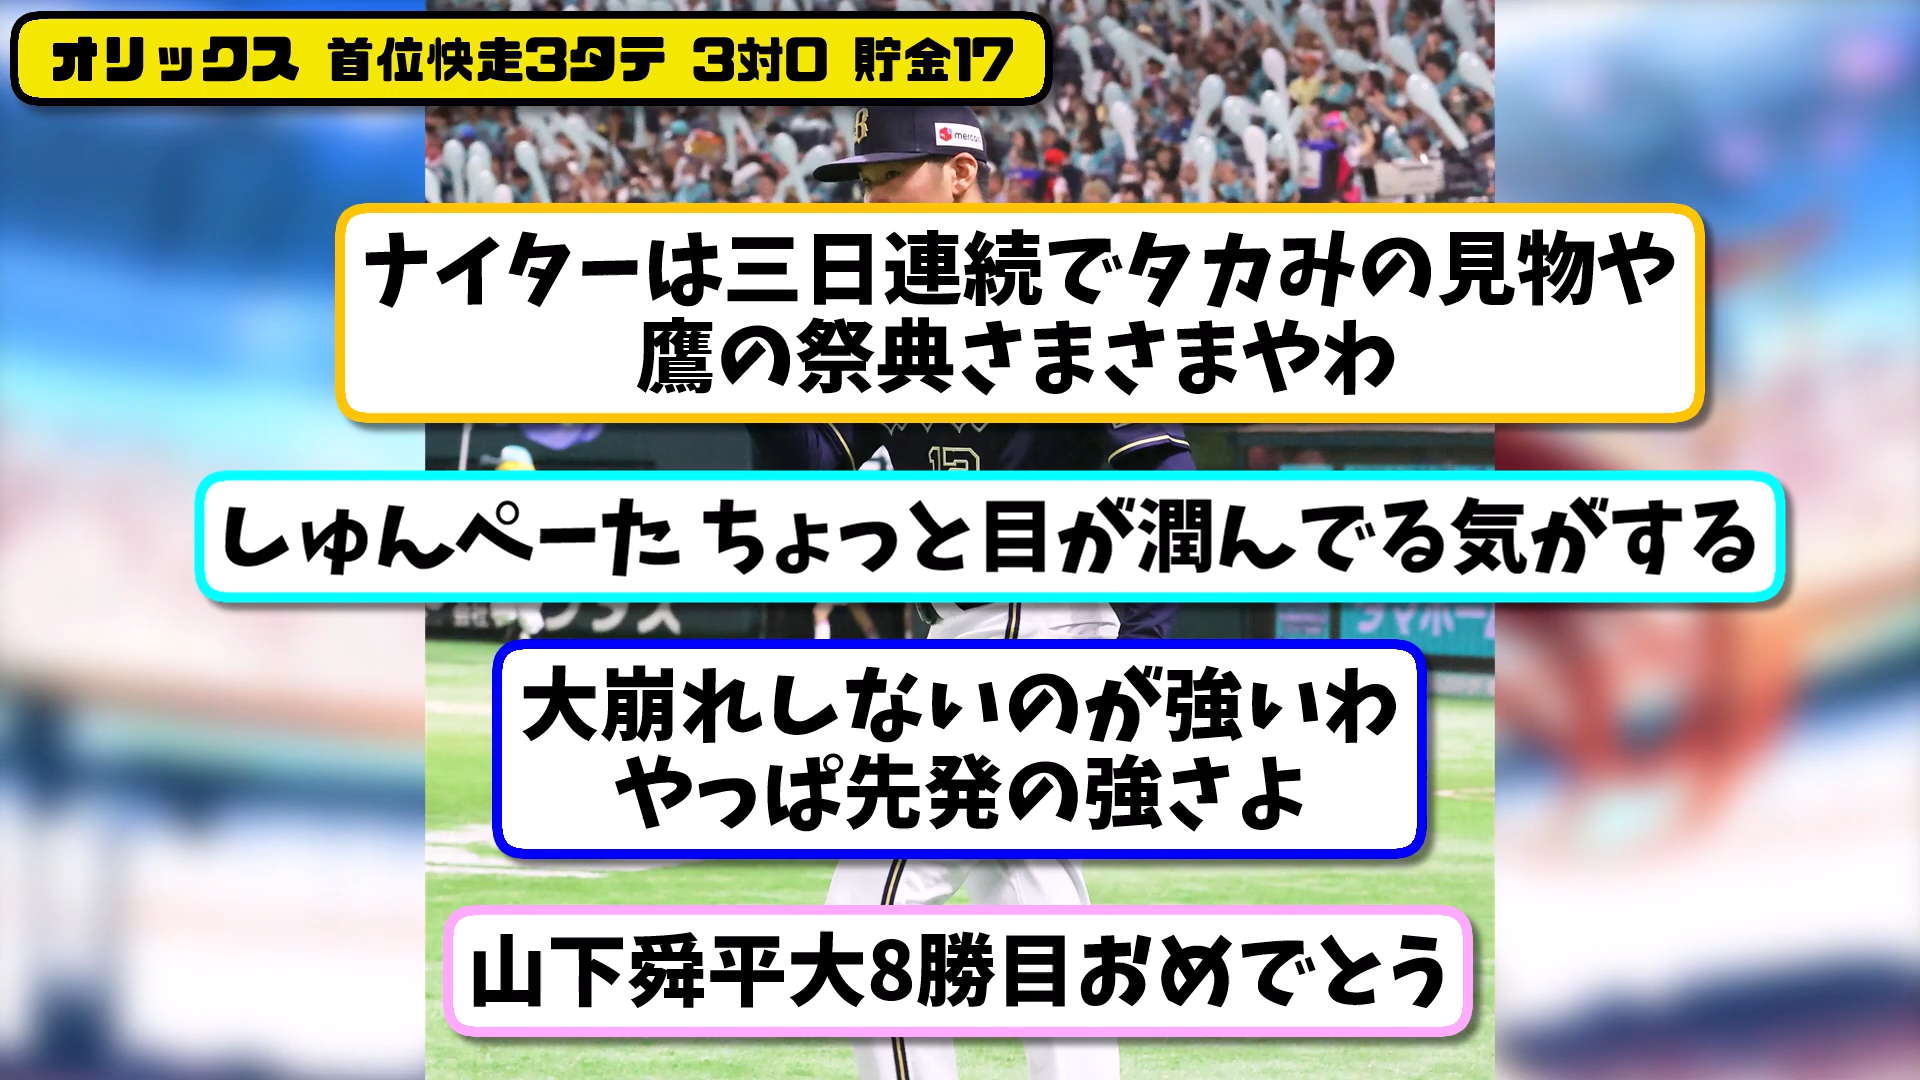 オリックス 首位快走3タテ 3対0 貯金17
mercari
ナイターは三日連続でタカみの見物や
鷹の祭典さまさまやわ
12
しゅんぺーた ちょっと目が潤んでる気がする
大崩れしないのが強いわ
やっぱ先発の強さよ
山下舜平大8勝目おめでとう